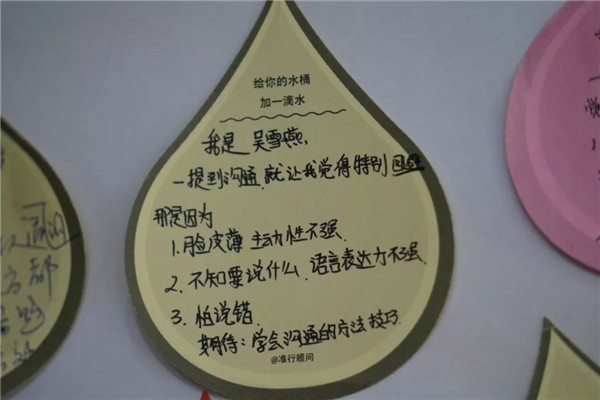 给你的水桶
加一滴水
我是 吴雪燕,
一提到沟通,就让我觉得特别
那是因为
1.脸皮薄 主动性不强.
2.不知要说什么.语言表达力不强.
3.怕说错.
期待:学会沟通的方法技巧.
@准行顾问